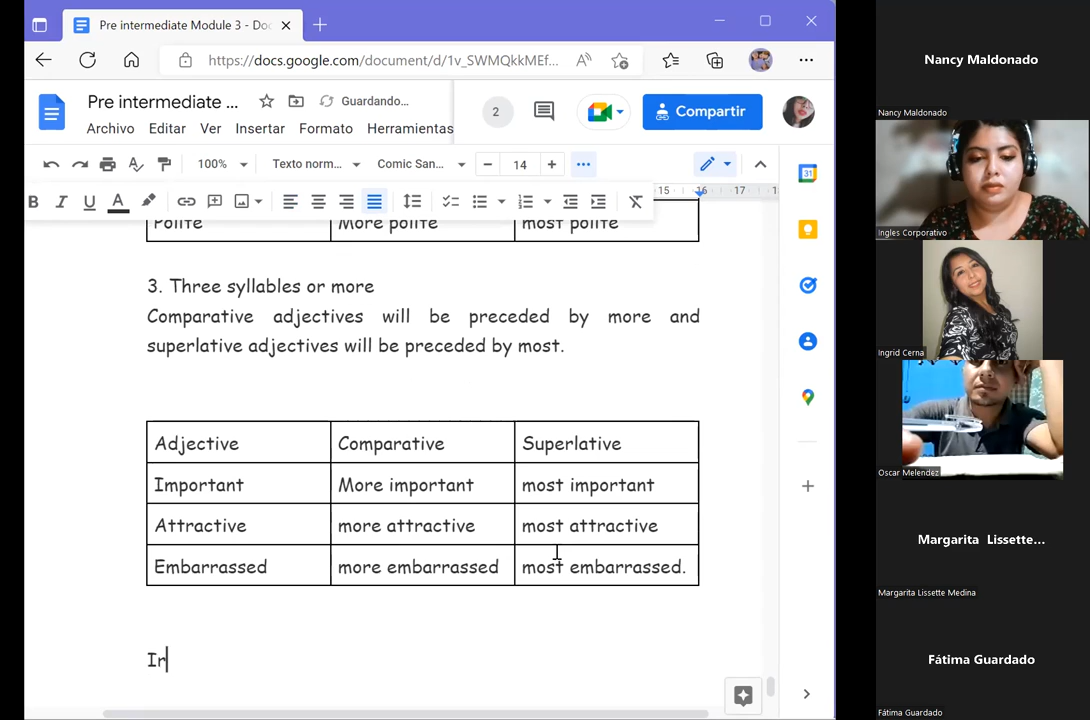 Pre intermediate Module 3 - Doc
https://docs.google.com/document/d/1v_SWMQkkMEf...
Pre intermediate ...
Guardando...
2
Compartir
Archivo Editar Ver Insertar Formato Herramientas
100% Texto norm... Comic San... 14
15 16 17
B I U A
31
Polite More polite most polite
3. Three syllables or more
Comparative adjectives will be preceded by more and
superlative adjectives will be preceded by most.
Adjective Comparative Superlative
Important More important most important
Attractive more attractive most attractive
Embarrassed more embarrassed most embarrassed.
Ir
Nancy Maldonado
Nancy Maldonado
Ingles Corporativo
Ingrid Cerna
Oscar Melendez
Margarita Lissette...
Margarita Lissette Medina
Fátima Guardado
Fátima Guardado